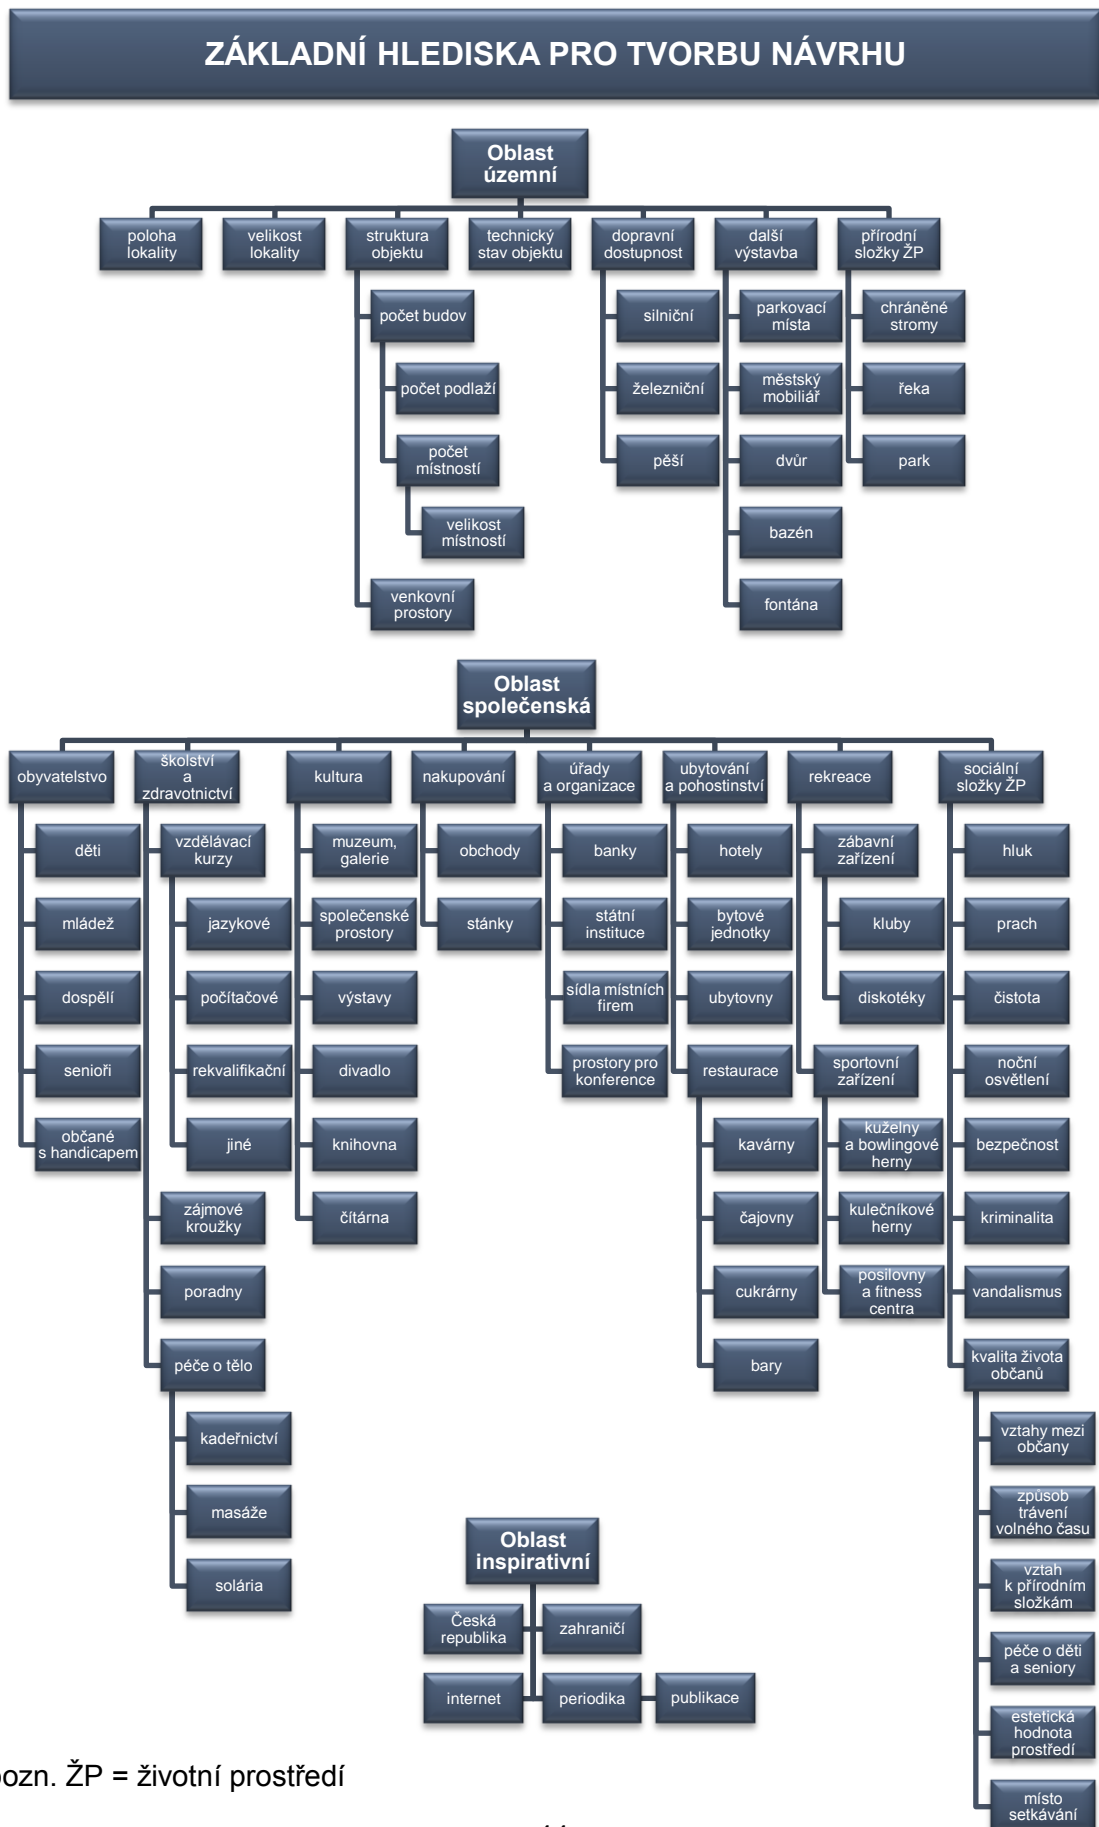 ZÁKLADNÍ HLEDISKA PRO TVORBU NÁVRHU
Oblast
územní
poloha
lokality
velikost
lokality
struktura
objektu
technický
stav objektu
dopravní
dostupnost
další
výstavba
přírodní
složky ŽP
počet budov
počet podlaží
počet
místností
velikost
místností
venkovní
prostory
silniční
železniční
pěší
parkovací
místa
městský
mobiliář
dvůr
bazén
fontána
chráněné
stromy
řeka
park
Oblast
společenská
obyvatelstvo
děti
mládež
dospělí
senioři
občané
s handicapem
školství
a
zdravotnictví
vzdělávací
kurzy
jazykové
počítačové
rekvalifikační
jiné
zájmové
kroužky
poradny
péče o tělo
kadeřnictví
masáže
solária
kultura
muzeum,
galerie
společenské
prostory
výstavy
divadlo
knihovna
čítárna
nakupování
obchody
stánky
úřady
a organizace
banky
státní
instituce
sídla místních
firem
prostory pro
konference
ubytování
a pohostinství
hotely
bytové
jednotky
ubytovny
restaurace
kavárny
čajovny
cukrárny
bary
rekreace
zábavní
zařízení
kluby
diskotéky
sportovní
zařízení
kuželny
a bowlingové
herny
kulečníkové
herny
posilovny
a fitness
centra
sociální
složky ŽP
hluk
prach
čistota
noční
osvětlení
bezpečnost
kriminalita
vandalismus
kvalita života
občanů
vztahy mezi
občany
způsob
trávení
volného času
vztah
k přírodním
složkám
péče o děti
a seniory
estetická
hodnota
prostředí
místo
setkávání
Oblast
inspirativní
Česká
republika
zahraničí
internet
periodika
publikace
pozn. ŽP = životní prostředí